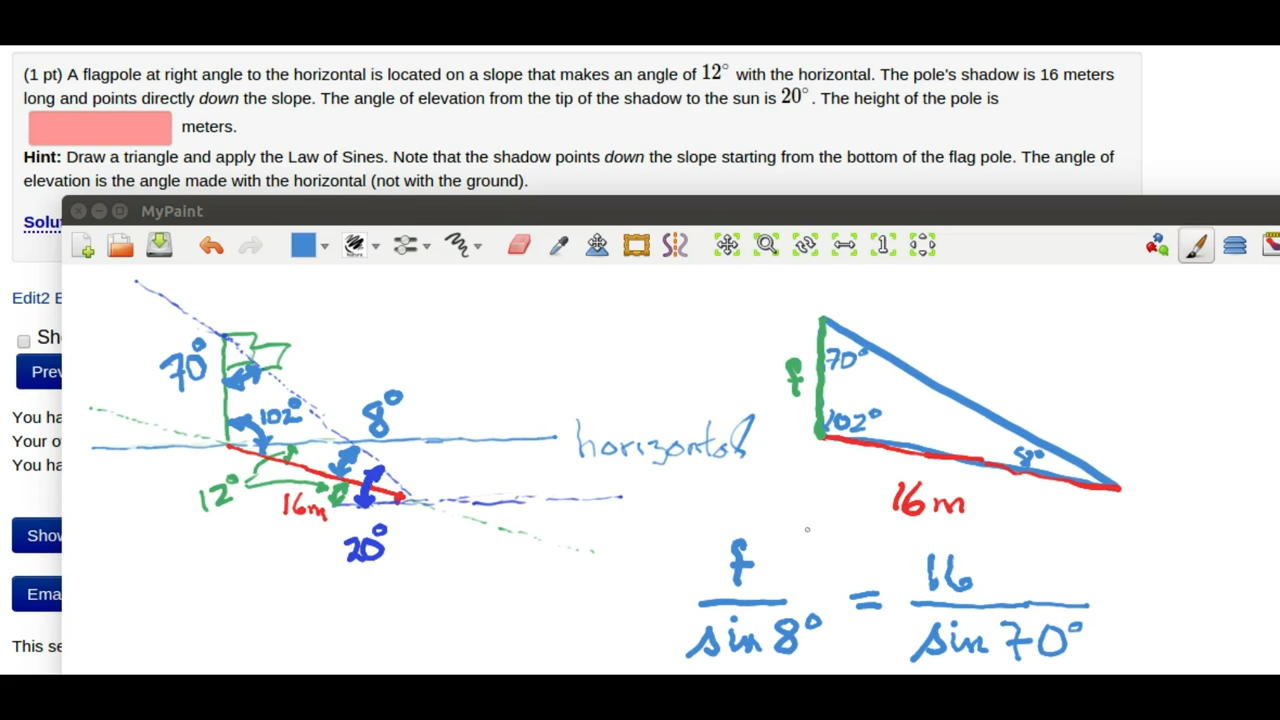 (1 pt) A flagpole at right angle to the horizontal is located on a slope that makes an angle of 12° with the horizontal. The pole's shadow is 16 meters
long and points directly down the slope. The angle of elevation from the tip of the shadow to the sun is 20°. The height of the pole is
meters.
Hint: Draw a triangle and apply the Law of Sines. Note that the shadow points down the slope starting from the bottom of the flag pole. The angle of
elevation is the angle made with the horizontal (not with the ground).
Solu
MyPaint
1
Edit2 E
Sho
Prev
You ha
Your o
You ha
Show
Ema
This se
70°
102°
8°
horizontal
12°
16m
20°
f
70°
102°
8°
16m
f / sin 8° = 16 / sin 70°